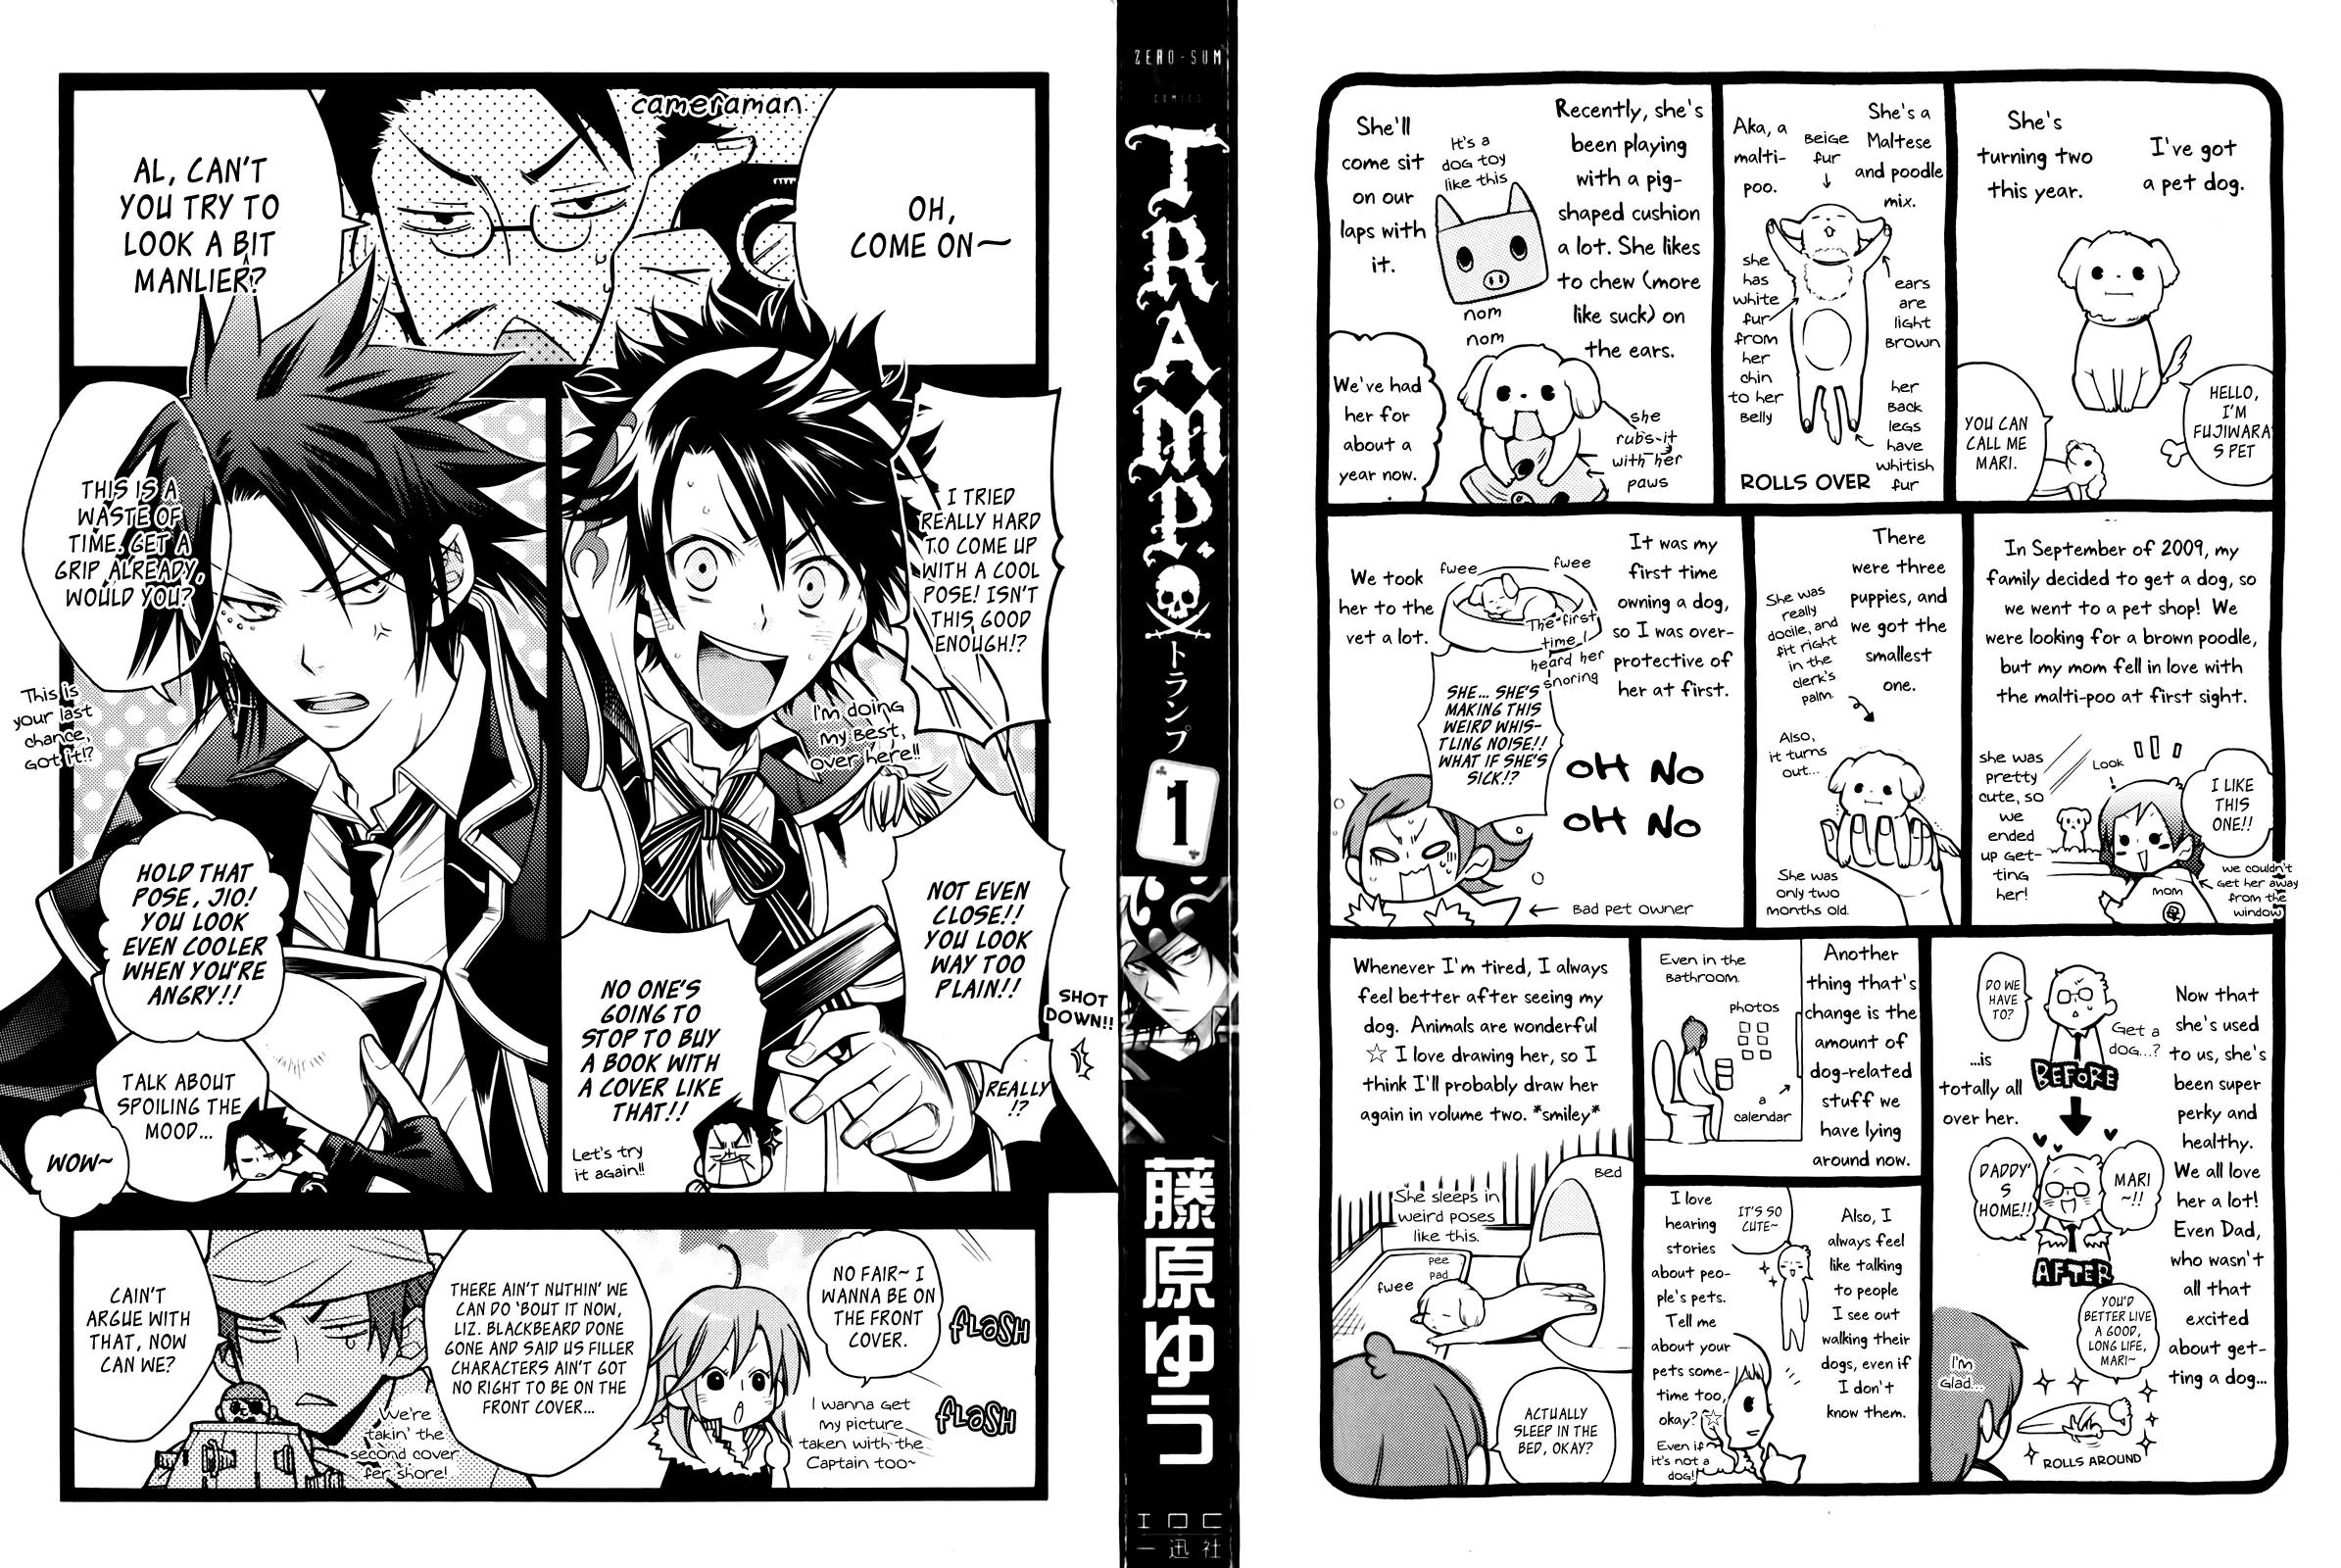 I've got
a pet dog.
She's
turning two
this year.
HELLO,
I'M
FUJIWARA'
S PET
YOU CAN
CALL ME
MARI.
She's a
Maltese
and poodle
mix.
Beige
fur
Aka, a
malti-
poo.
ears
are
light
brown
she
has
white
fur
from
her
chin
to her
Belly
her
Back
legs
have
whitish
fur
ROLLS OVER
Recently, she's
been playing
with a pig-
shaped cushion
a lot. She likes
to chew (more
like suck) on
the ears.
It's a
dog toy
like this
She'll
come sit
on our
laps with
it.
nom
nom
she
rubs it
with her
paws
We've had
her for
about a
year now.
In September of 2009, my
family decided to get a dog, so
we went to a pet shop! We
were looking for a brown poodle,
but my mom fell in love with
the malti-poo at first sight.
Look
I LIKE
THIS
ONE!!
she was
pretty
cute, so
we
ended
up get-
ting
her!
mom
母
we couldn't
get her away
from the
window
There
were three
puppies, and
we got the
smallest
one.
She was
really
docile, and
fit right
in the
clerk's
palm.
Also,
it turns
out...
She was
only two
months old.
It was my
first time
owning a dog,
so I was over-
protective of
her at first.
fwee
fwee
The first
time I
heard her
snoring
We took
her to the
vet a lot.
SHE... SHE'S
MAKING THIS
WEIRD WHIS-
TLING NOISE!!
WHAT IF SHE'S
SICK!?
OH NO
OH NO
Bad pet owner
Now that
she's used
to us, she's
been super
perky and
healthy.
We all love
her a lot!
Even Dad,
who wasn't
all that
excited
about get-
ting a dog...
DO WE
HAVE
TO?
Get a
dog...?
BEFORE
...is
totally all
over her.
MARI
~!!
DADDY'
S
HOME!!
AFTER
YOU'D
BETTER LIVE
A GOOD,
LONG LIFE,
MARI~
I'm
Glad...
ROLLS AROUND
Another
thing that's
change is the
amount of
dog-related
stuff we
have lying
around now.
Even in the
Bathroom.
PHOTOS
a
calendar
Also, I
always feel
like talking
to people
I see out
walking their
dogs, even if
I don't
know them.
IT'S SO
CUTE~
I love
hearing
stories
about peo-
ple's pets.
Tell me
about your
pets some-
time too,
okay? ☆
Even if
it's not a
dog!
Whenever I'm tired, I always
feel better after seeing my
dog. Animals are wonderful
☆ I love drawing her, so I
think I'll probably draw her
again in volume two. *smiley*
Bed
She sleeps in
weird poses
like this.
pee
pad
fwee
ACTUALLY
SLEEP IN THE
BED, OKAY?
ZERO-SUM
COMICS
TRAMP.
トランプ
1
藤原ゆう
一迅社
cameraman
OH,
COME ON~
AL, CAN'T
YOU TRY TO
LOOK A BIT
MANLIER?
I TRIED
REALLY HARD
TO COME UP
WITH A COOL
POSE! ISN'T
THIS GOOD
ENOUGH!?
I'm doing
my Best,
over here!!
NOT EVEN
CLOSE!!
YOU LOOK
WAY TOO
PLAIN!!
SHOT
DOWN!!
REALLY
!?
NO ONE'S
GOING TO
STOP TO BUY
A BOOK WITH
A COVER LIKE
THAT!!
Let's try
it again!!
THIS IS A
WASTE OF
TIME. GET A
GRIP ALREADY,
WOULD YOU?
This is
your last
chance,
got it!?
HOLD THAT
POSE, JIO!
YOU LOOK
EVEN COOLER
WHEN YOU'RE
ANGRY!!
TALK ABOUT
SPOILING THE
MOOD...
WOW~
NO FAIR~ I
WANNA BE ON
THE FRONT
COVER.
FLASH
FLASH
I wanna get
my picture
taken with the
Captain too~
THERE AIN'T NUTHIN' WE
CAN DO 'BOUT IT NOW,
LIZ. BLACKBEARD DONE
GONE AND SAID US FILLER
CHARACTERS AIN'T GOT
NO RIGHT TO BE ON THE
FRONT COVER...
CAIN'T
ARGUE WITH
THAT, NOW
CAN WE?
We're
takin' the
second cover
fer shore!